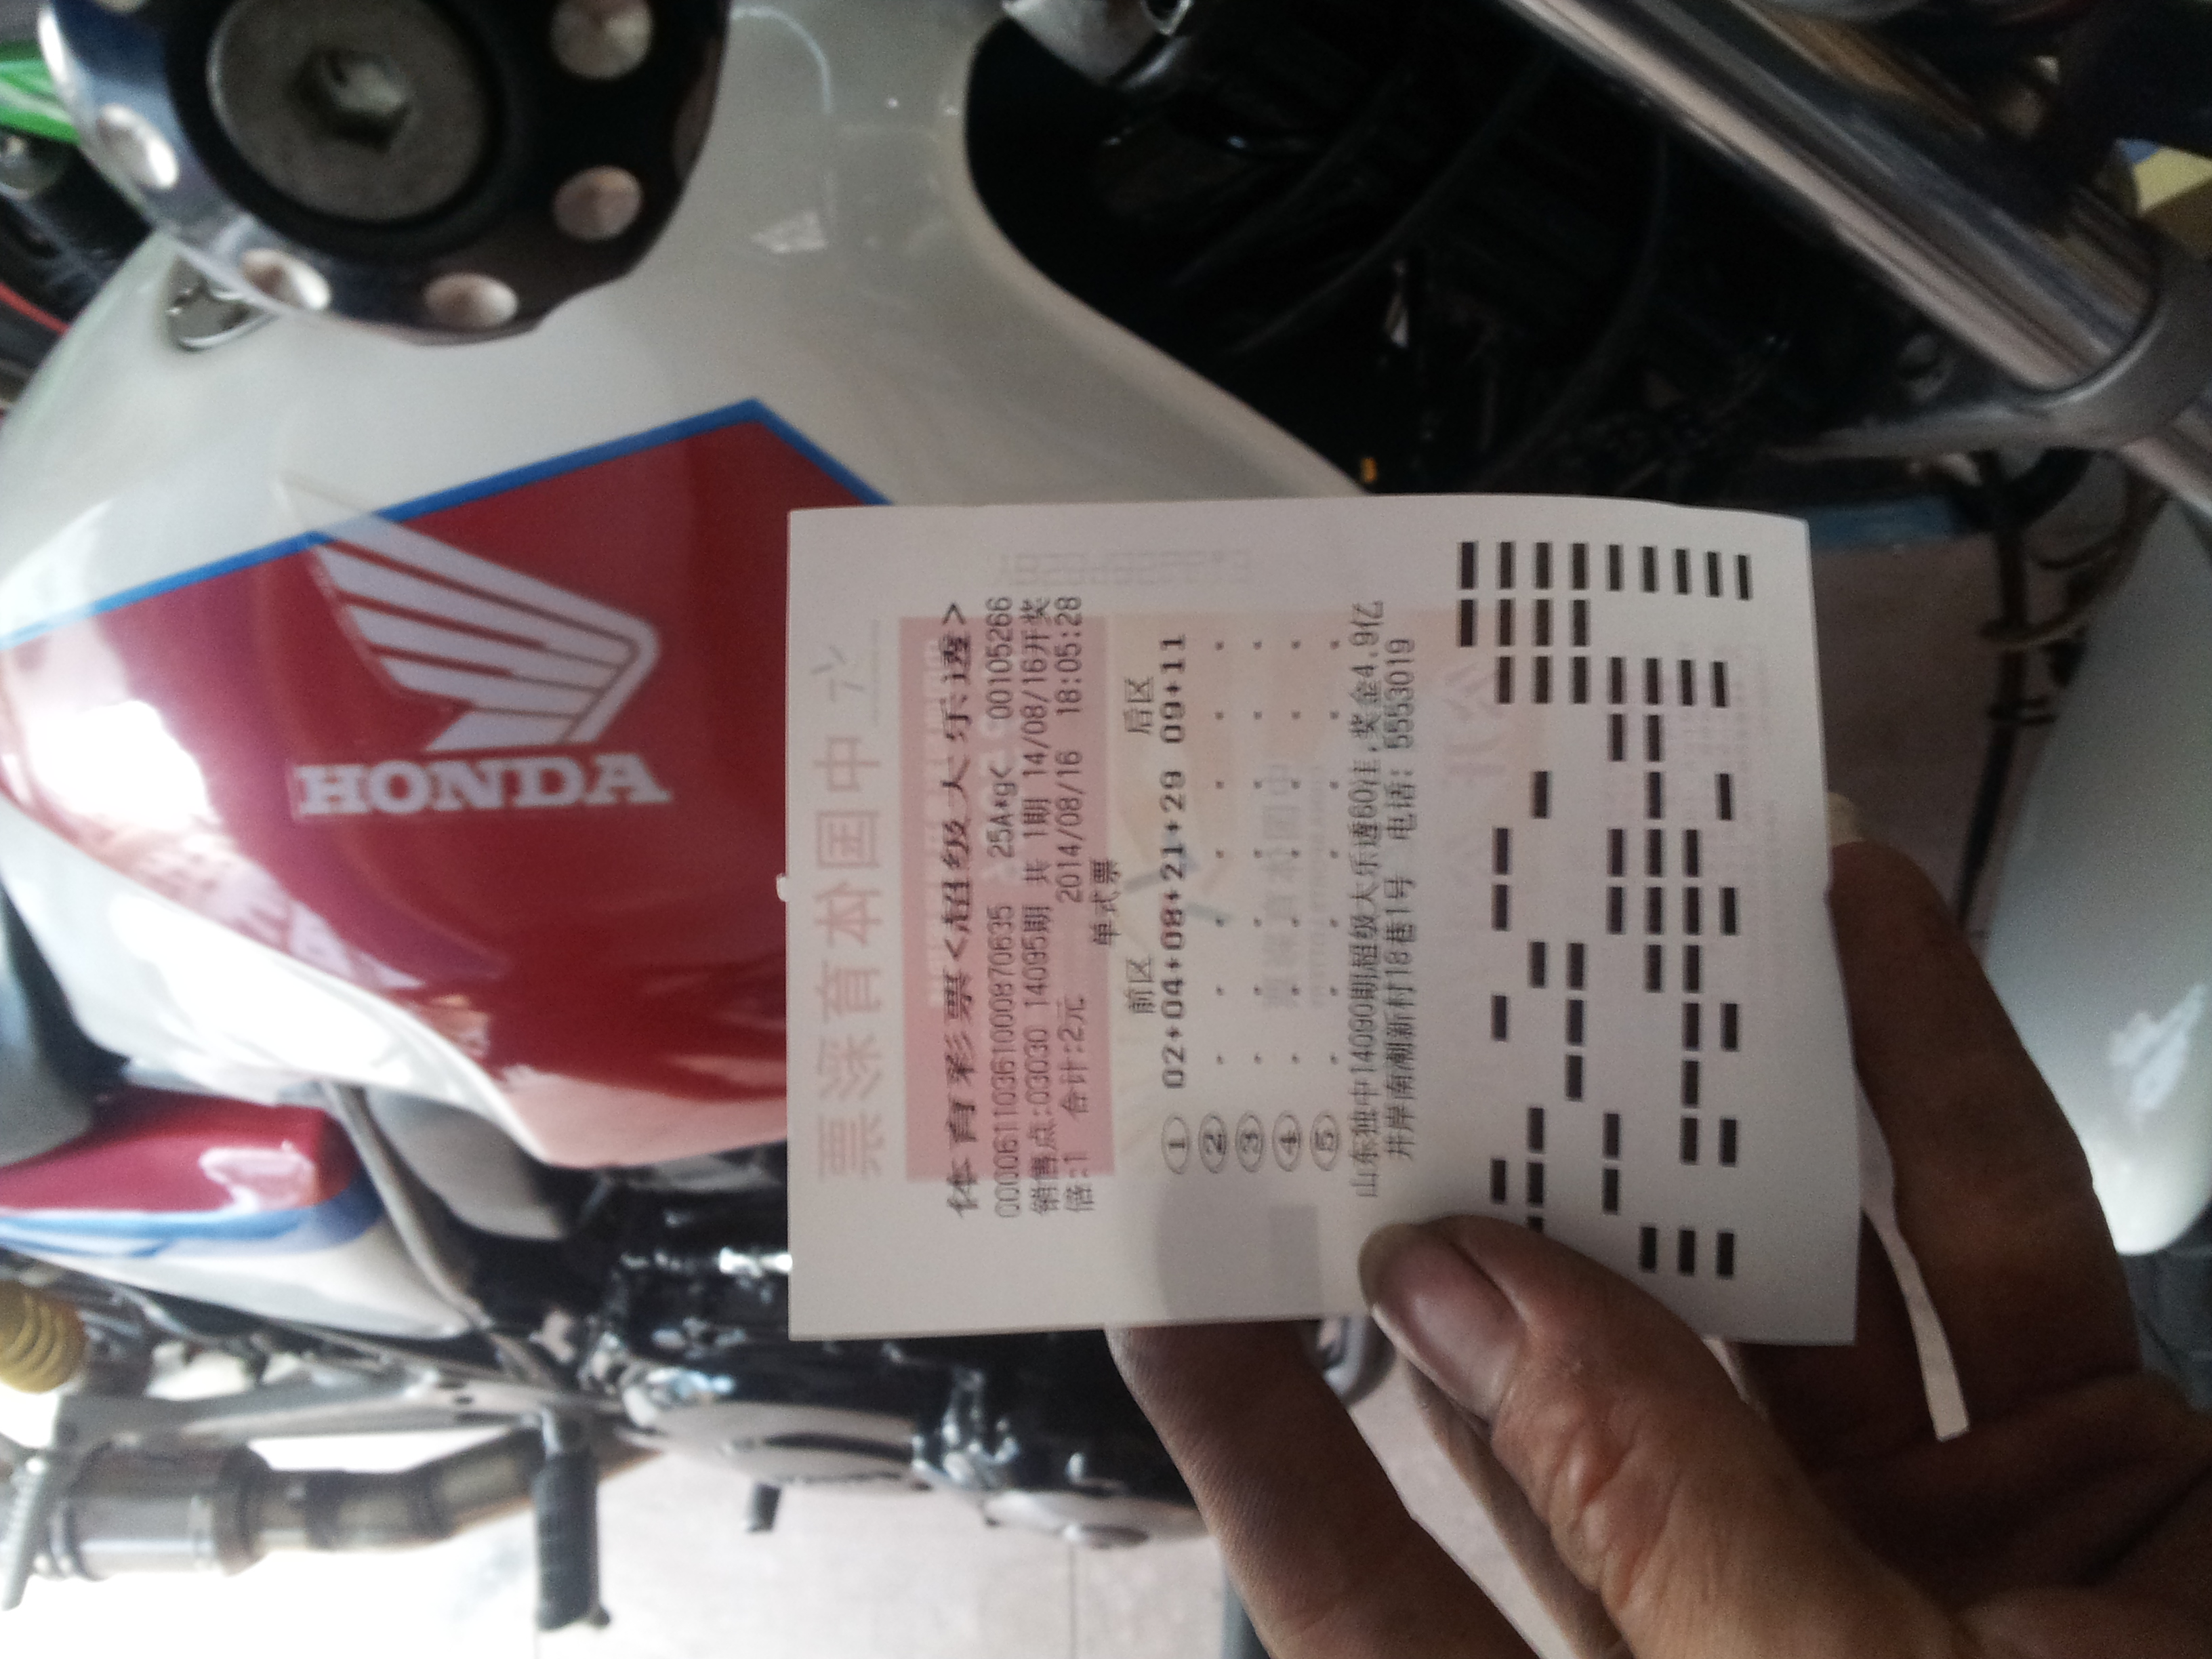 HONDA
中国体育彩票
体育彩票<超级大乐透>
000061103610000870635 25A*g< 00105266
销售点:03030 14095期 共 1期 14/08/16开奖
倍:1 合计:2元 2014/08/16 18:05:28
单式票
前区 后区
① 02+04+08+21+29 09+11
②
③
④
⑤
山东独中14090期超级大乐透60注,奖金4.9亿
井岸南潮新村18巷1号 电话: 5553019